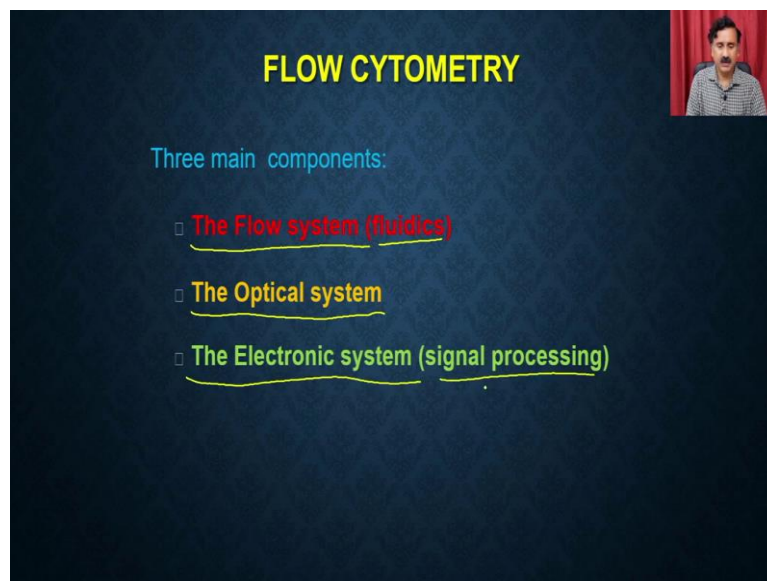 FLOW CYTOMETRY
Three main components:
The Flow system (fluidics)
The Optical system
The Electronic system (signal processing)